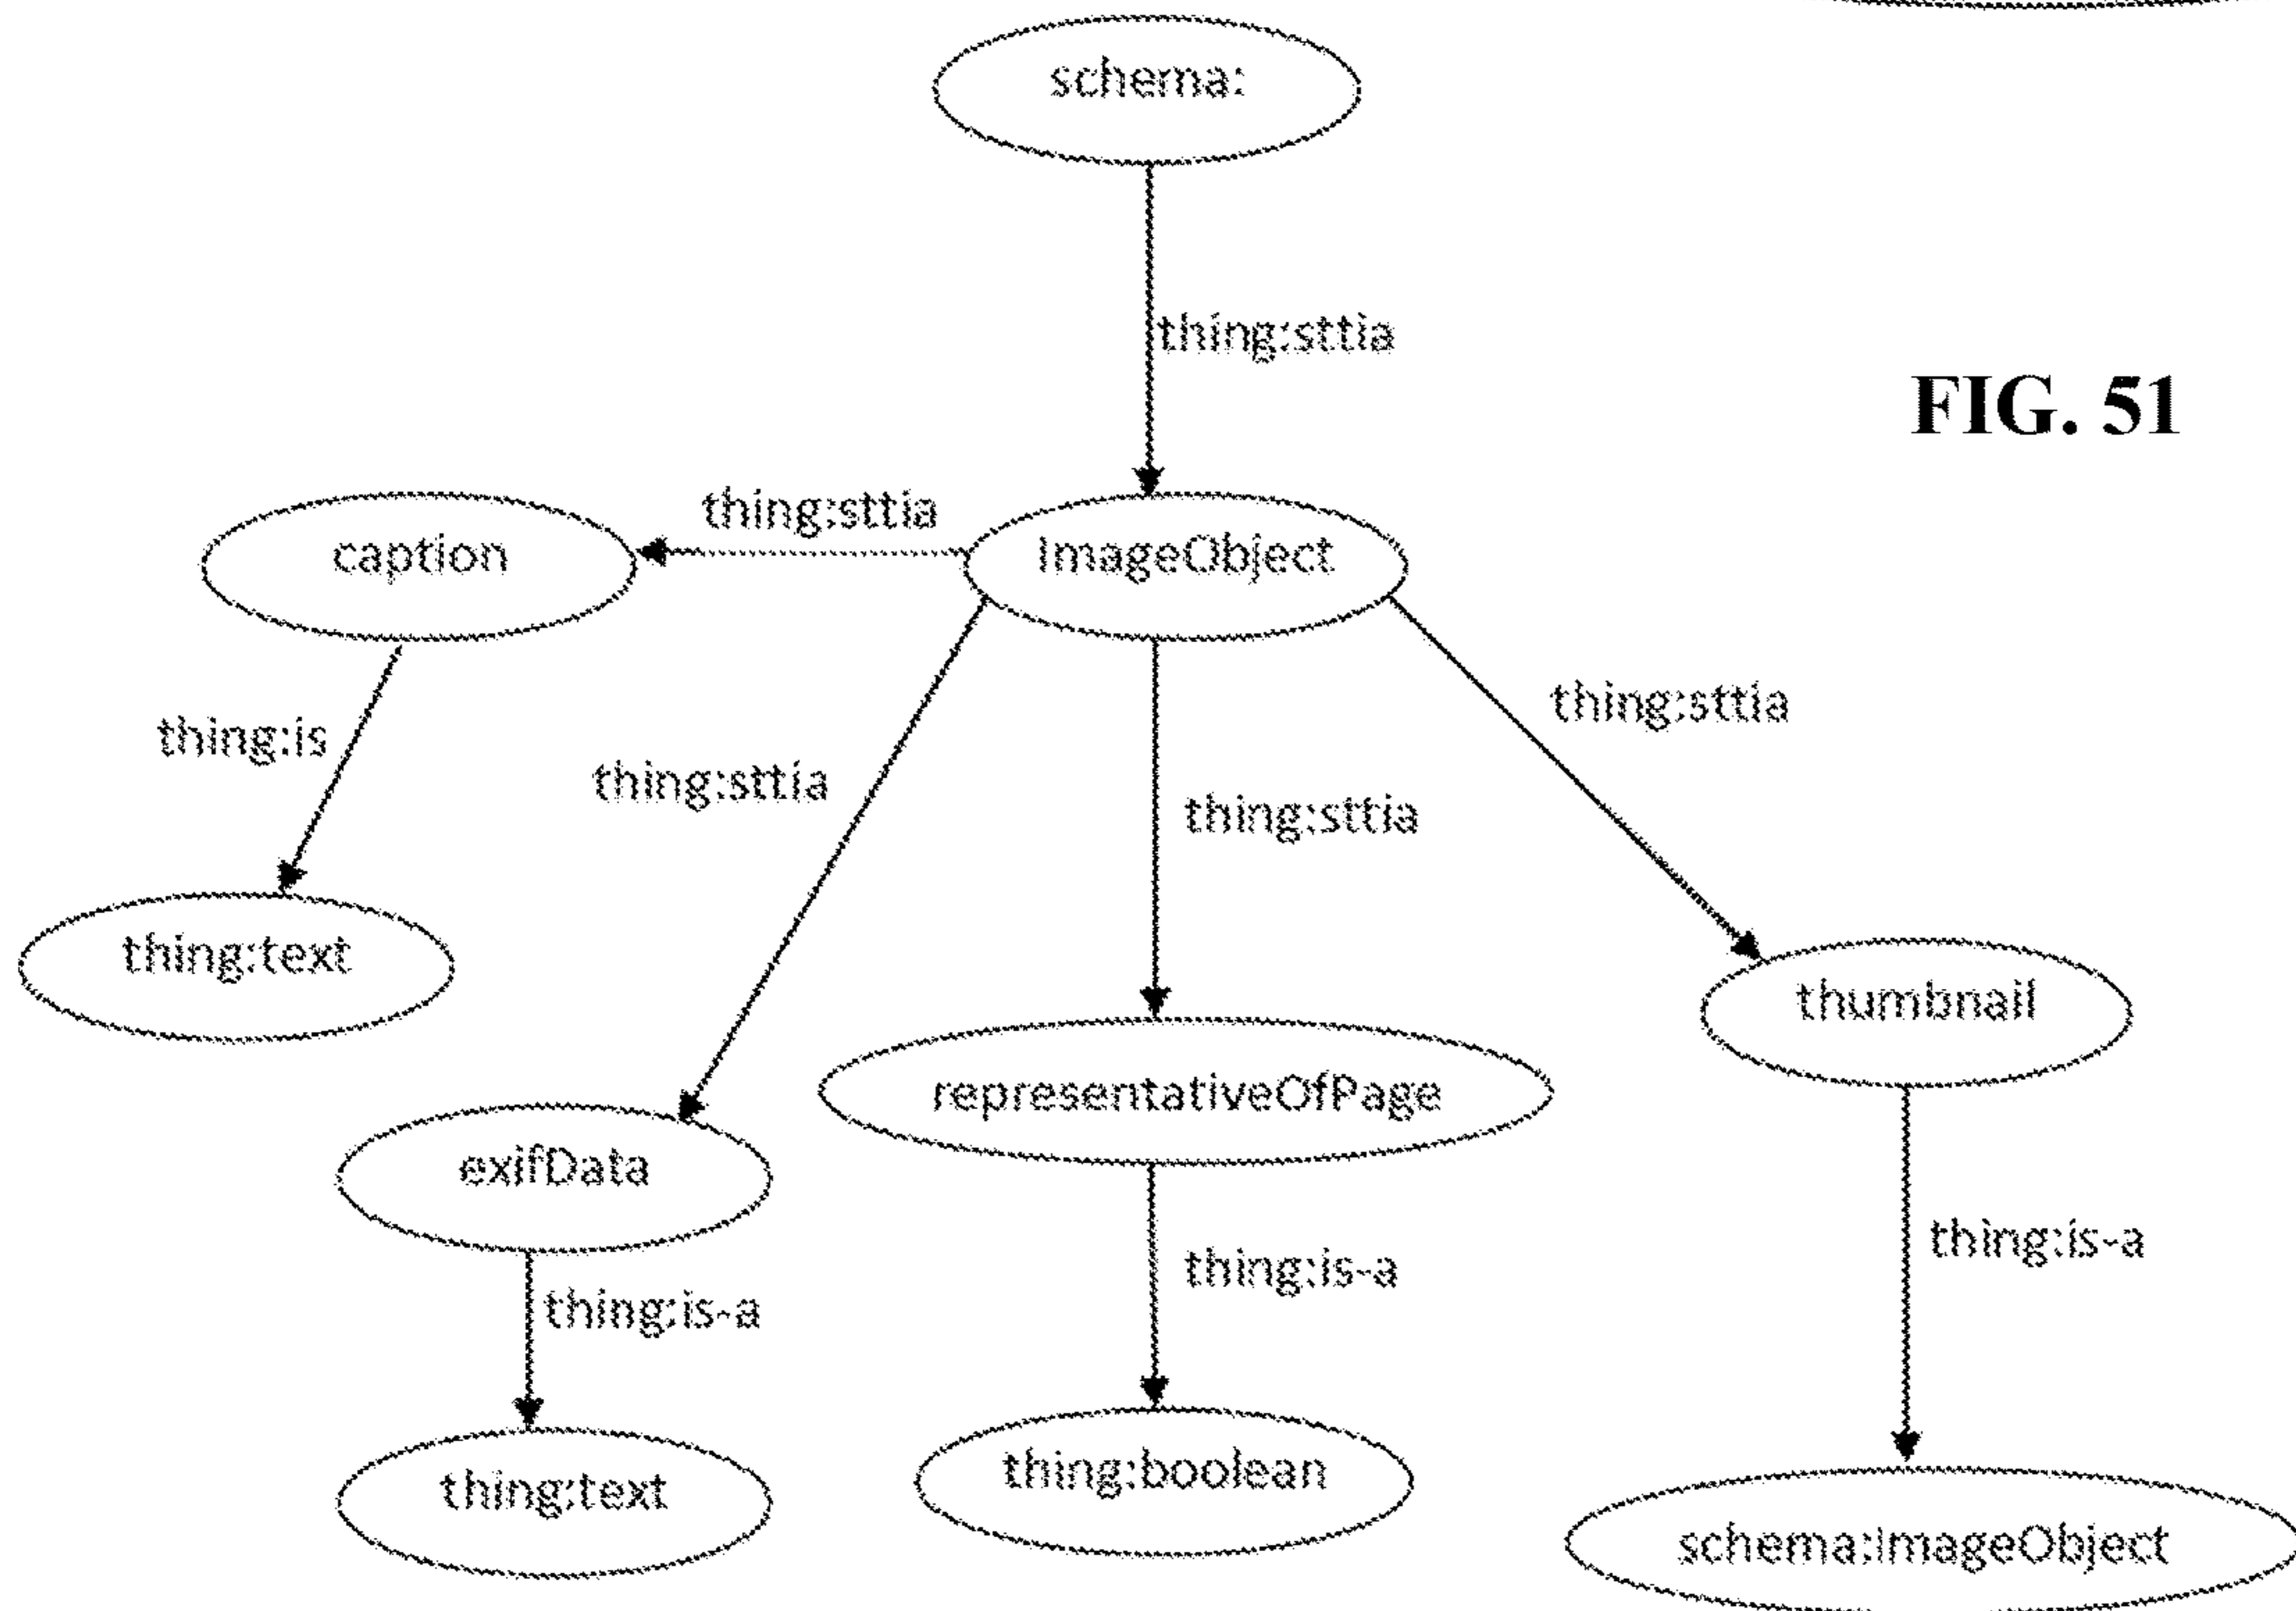 schema:
thing:sttia
FIG. 51
thing:sttia
caption
ImageObject
thing:is
thing:sttia
thing:sttia
thing:sttia
thing:text
thumbnail
representativeOfPage
exifData
thing:is-a
thing:is-a
thing:is-a
thing:text
thing:boolean
schema:ImageObject